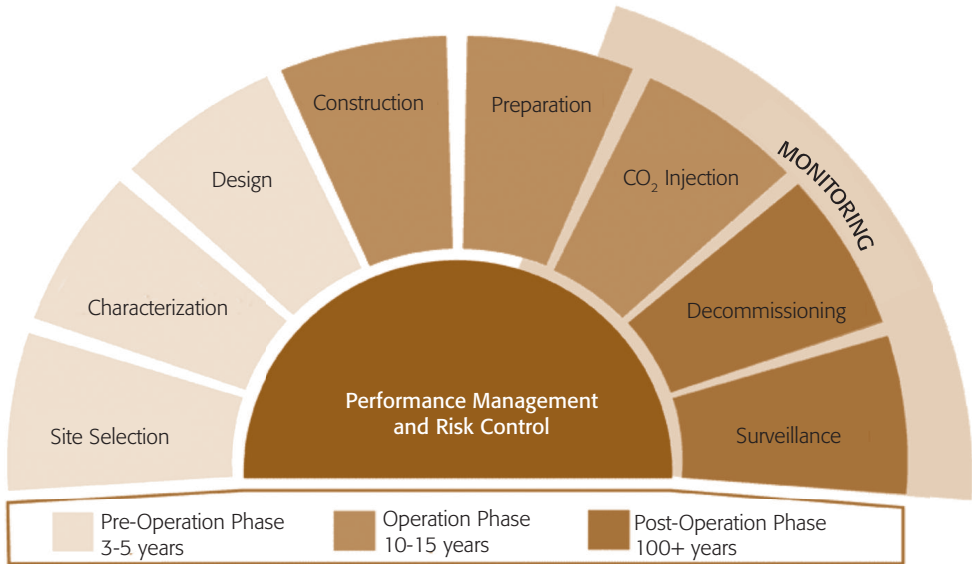 Site Selection
Characterization
Design
Construction
Preparation
CO₂ Injection
Decommissioning
Surveillance
MONITORING
Performance Management
and Risk Control
Pre-Operation Phase
3-5 years
Operation Phase
10-15 years
Post-Operation Phase
100+ years